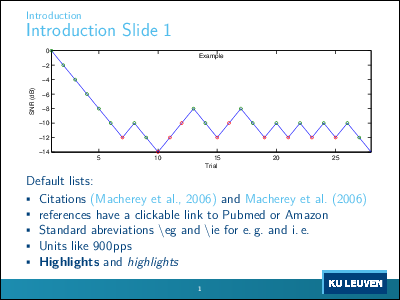 Introduction
Introduction Slide 1
Example
SNR (dB)
0
−2
−4
−6
−8
−10
−12
−14
5 10 15 20 25
Trial
Default lists:
▪ Citations (Macherey et al., 2006) and Macherey et al. (2006)
▪ references have a clickable link to Pubmed or Amazon
▪ Standard abreviations \eg and \ie for e. g. and i. e.
▪ Units like 900pps
▪ Highlights and highlights
1
KU LEUVEN